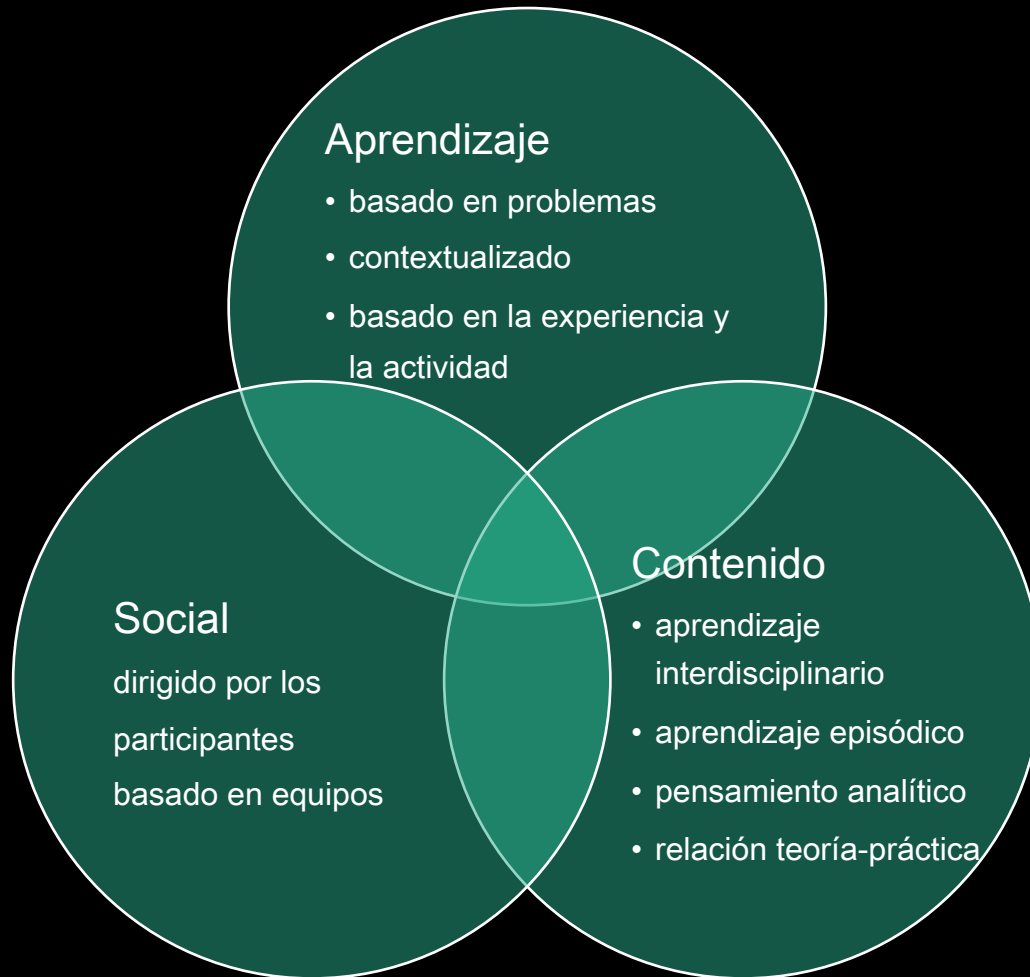 Aprendizaje
• basado en problemas
• contextualizado
• basado en la experiencia y
la actividad
Social
dirigido por los
participantes
basado en equipos
Contenido
• aprendizaje
interdisciplinario
• aprendizaje episódico
• pensamiento analítico
• relación teoría-práctica